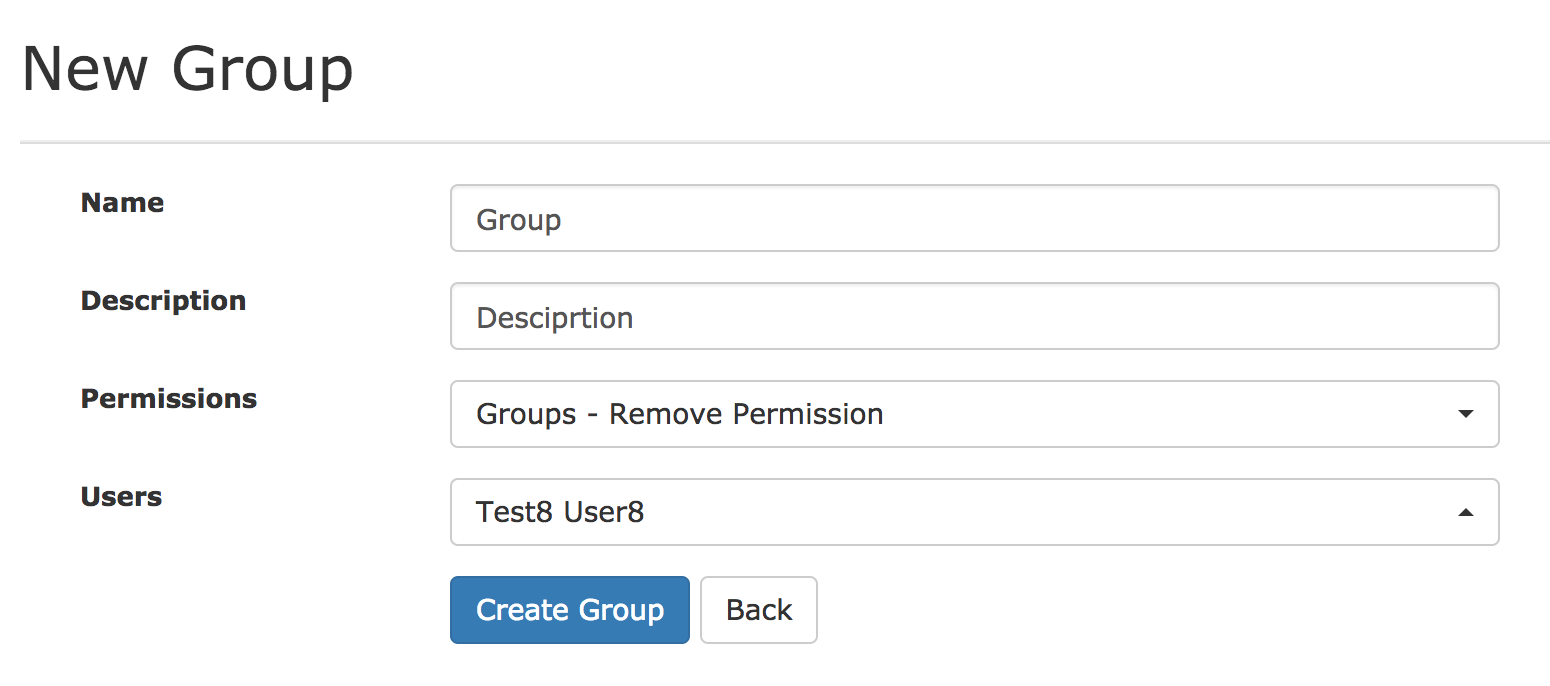 New Group
Name
Group
Description
Desciprtion
Permissions
Groups - Remove Permission
Users
Test8 User8
Create Group
Back